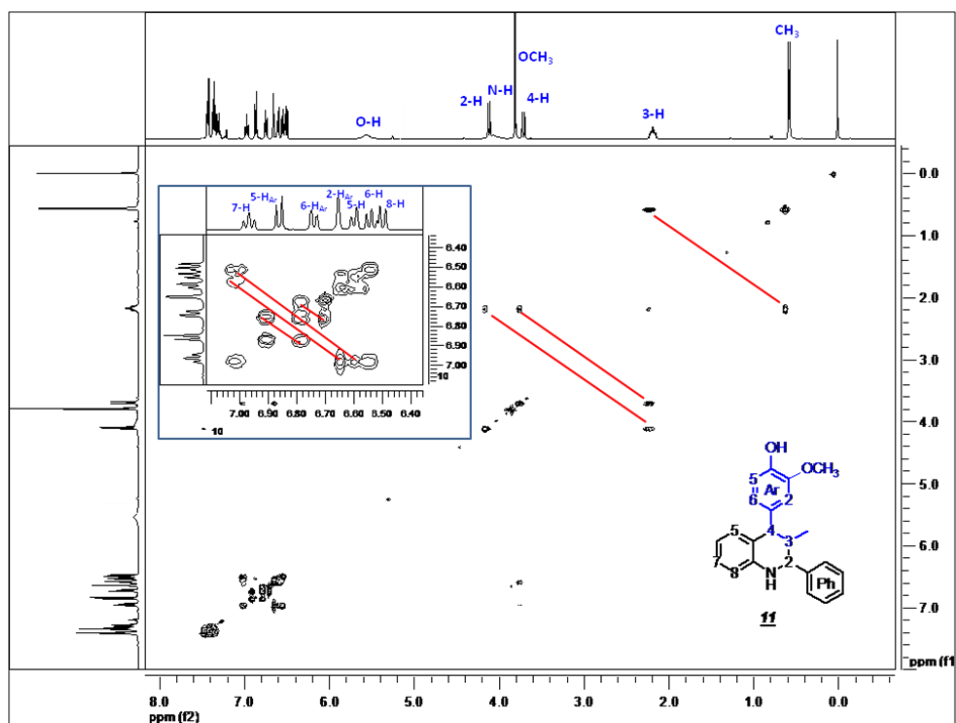 CH3
OCH3
N-H
2-H
4-H
3-H
O-H
0.0
1.0
2.0
3.0
4.0
5.0
6.0
7.0
ppm (f1
8.0 7.0 6.0 5.0 4.0 3.0 2.0 1.0 0.0
ppm (f2)
2-HAr 6-H
5-HAr
7-H 6-HAr 5-H 8-H
6.40
6.50
6.70
6.80
6.90
7.00
10
7.00 6.90 6.80 6.70 6.60 6.50 6.40
10
OH
OCH3
5
Ar
6 2
4
5 3
7 2
8
NH
Ph
11